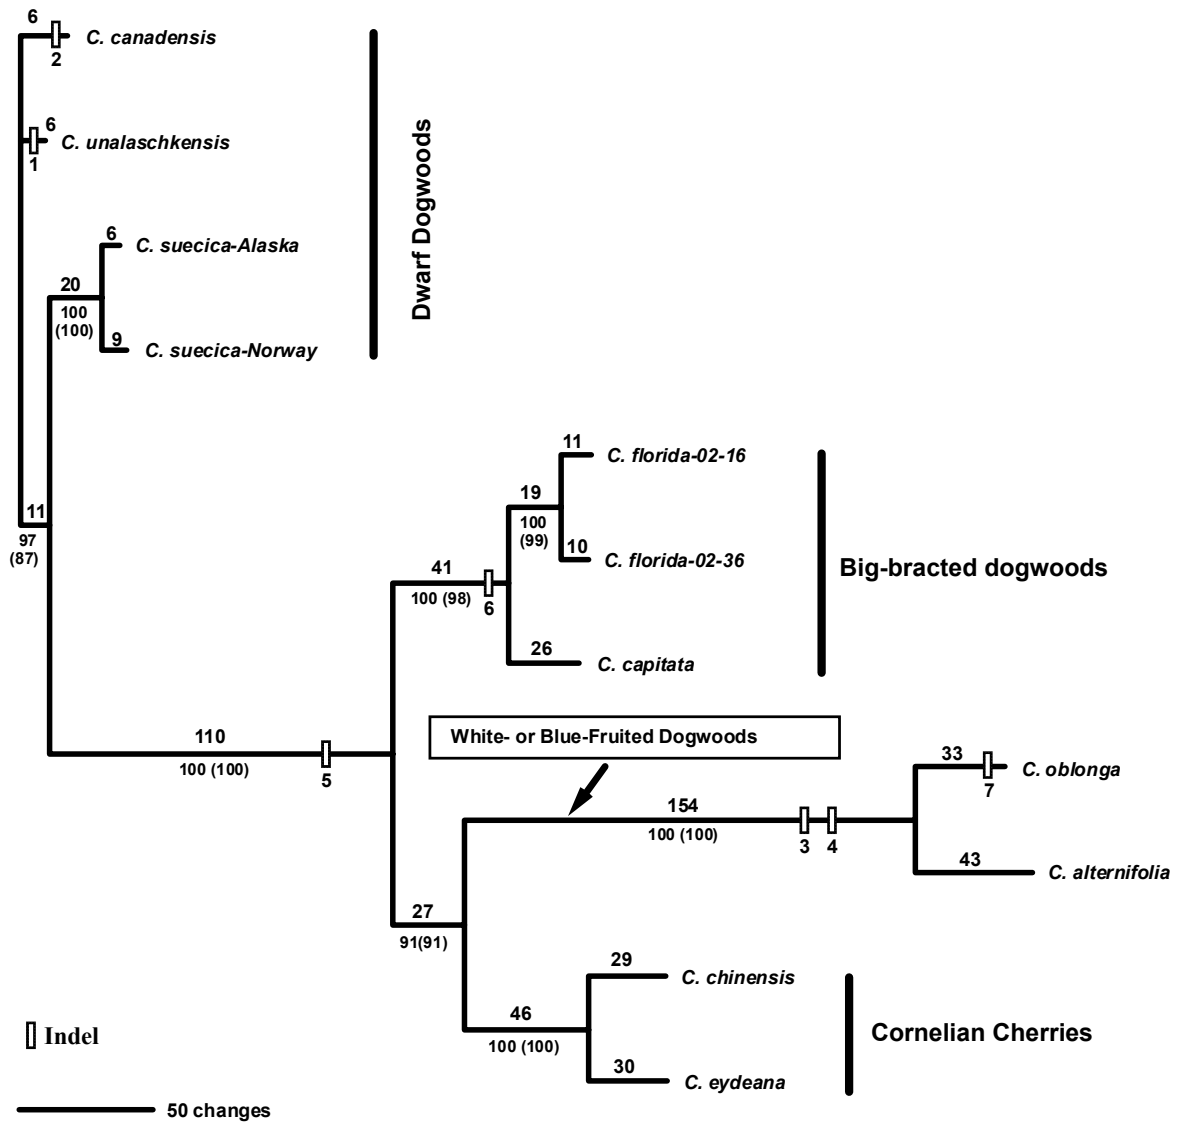 6
C. canadensis
2
6
C. unalaschkensis
1
6
C. suecica-Alaska
20
100
(100)
9
C. suecica-Norway
Dwarf Dogwoods
11
C. florida-02-16
19
100
(99)
10
C. florida-02-36
11
97
(87)
41
100 (98)
6
Big-bracted dogwoods
26
C. capitata
110
100 (100)
5
White- or Blue-Fruited Dogwoods
33
C. oblonga
7
154
100 (100)
3
4
43
C. alternifolia
27
91(91)
29
C. chinensis
46
100 (100)
Cornelian Cherries
30
C. eydeana
Indel
50 changes